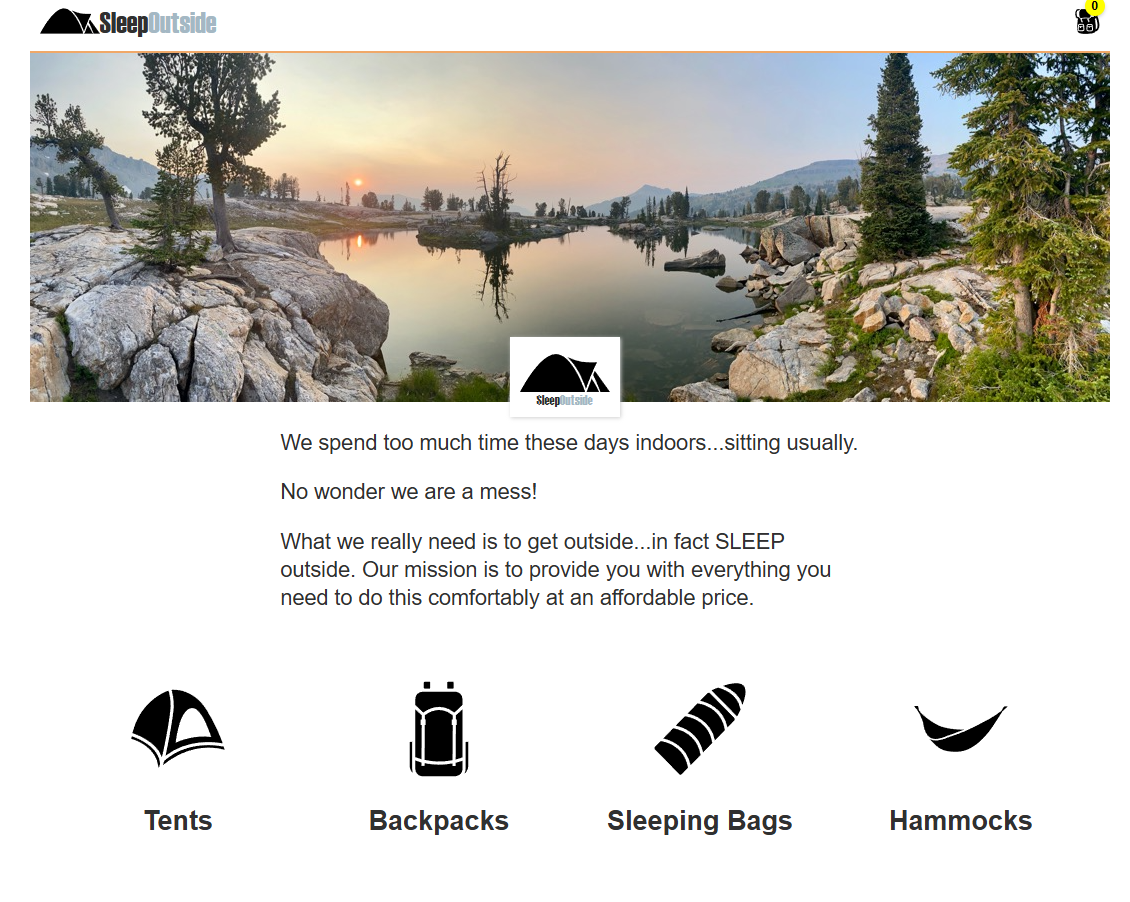 SleepOutside
0
SleepOutside
We spend too much time these days indoors...sitting usually.
No wonder we are a mess!
What we really need is to get outside...in fact SLEEP
outside. Our mission is to provide you with everything you
need to do this comfortably at an affordable price.
Tents
Backpacks
Sleeping Bags
Hammocks